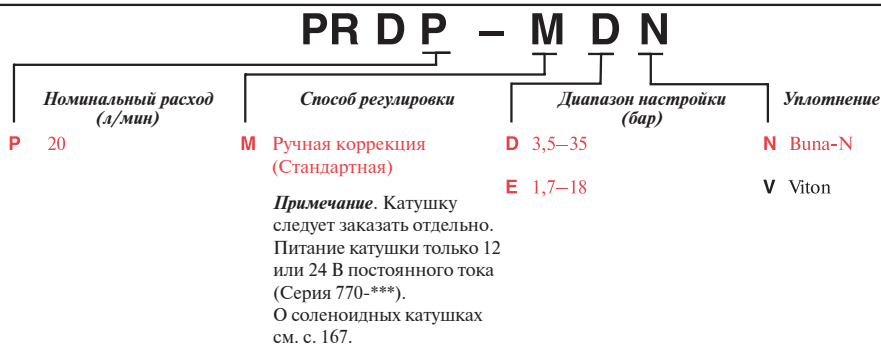 PR D P – M D N
Номинальный расход
(л/мин)
P 20
Способ регулировки
M Ручная коррекция
(Стандартная)
Примечание. Катушку
следует заказать отдельно.
Питание катушки только 12
или 24 В постоянного тока
(Серия 770-***).
О соленоидных катушках
см. с. 167.
Диапазон настройки
(бар)
D 3,5–35
E 1,7–18
Уплотнение
N Buna-N
V Viton